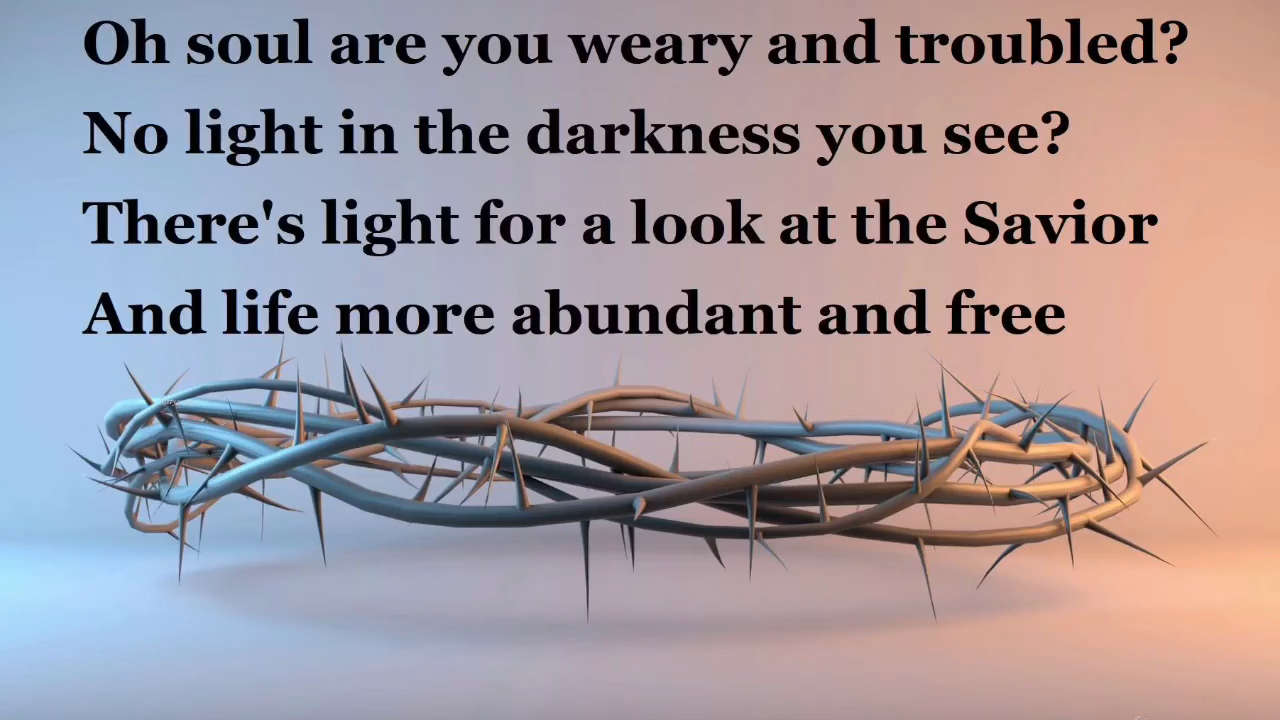 Oh soul are you weary and troubled?
No light in the darkness you see?
There's light for a look at the Savior
And life more abundant and free